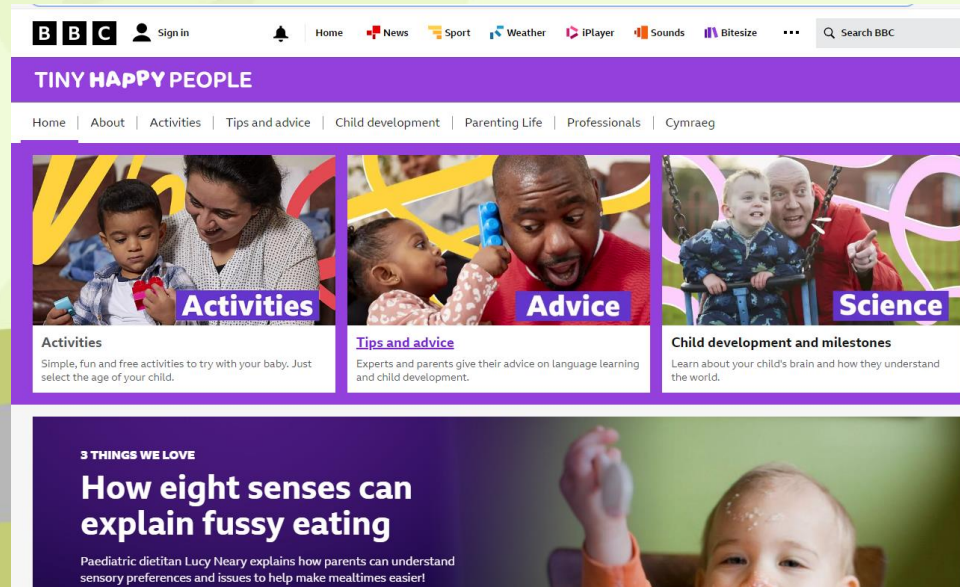 BBC Sign in Home News Sport Weather iPlayer Sounds Bitesize Search BBC
TINY HAPPY PEOPLE
Home | About | Activities | Tips and advice | Child development | Parenting Life | Professionals | Cymraeg
Activities
Activities
Simple, fun and free activities to try with your baby. Just
select the age of your child.
Advice
Tips and advice
Experts and parents give their advice on language learning
and child development.
Science
Child development and milestones
Learn about your child's brain and how they understand
the world.
3 THINGS WE LOVE
How eight senses can
explain fussy eating
Paediatric dietitan Lucy Neary explains how parents can understand
sensory preferences and issues to help make mealtimes easier!